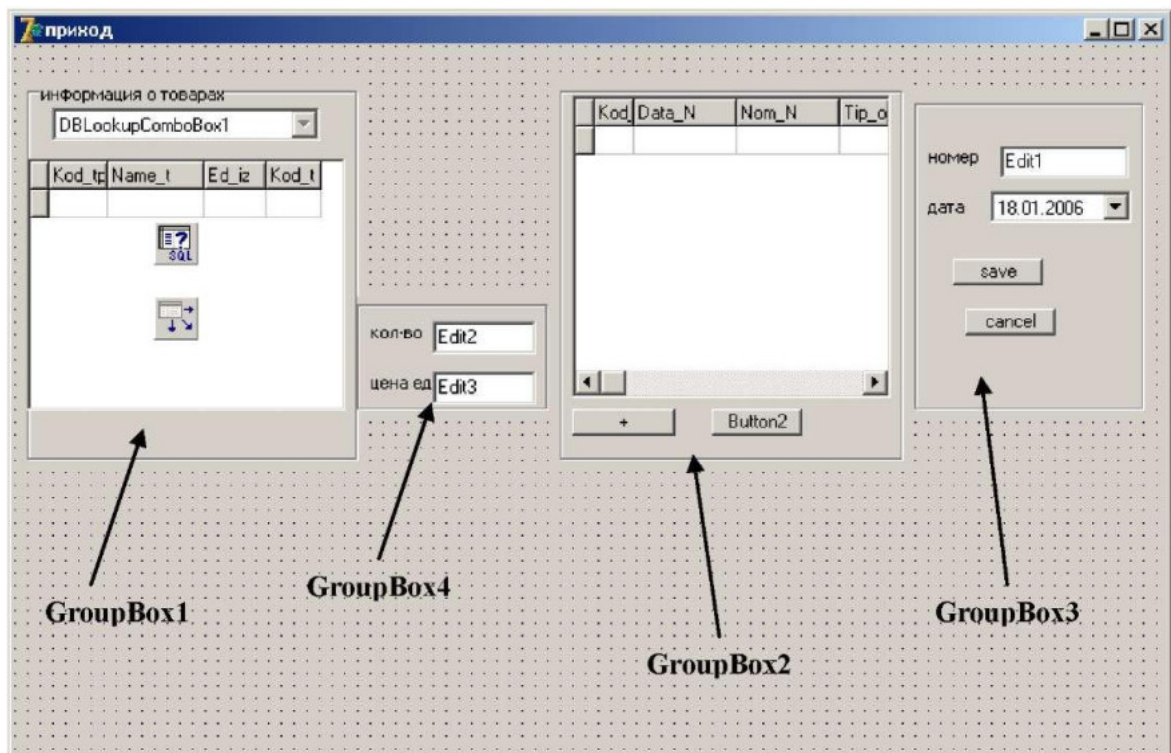 приход
информация о товарах
DBLookupComboBox1
Kod_tp Name_t Ed_iz Kod_t
SQL
кол-во Edit2
цена ед Edit3
Kod_ Data_N Nom_N Tip_o
+ Button2
номер Edit1
дата 18.01.2006
save
cancel
GroupBox1
GroupBox4
GroupBox2
GroupBox3